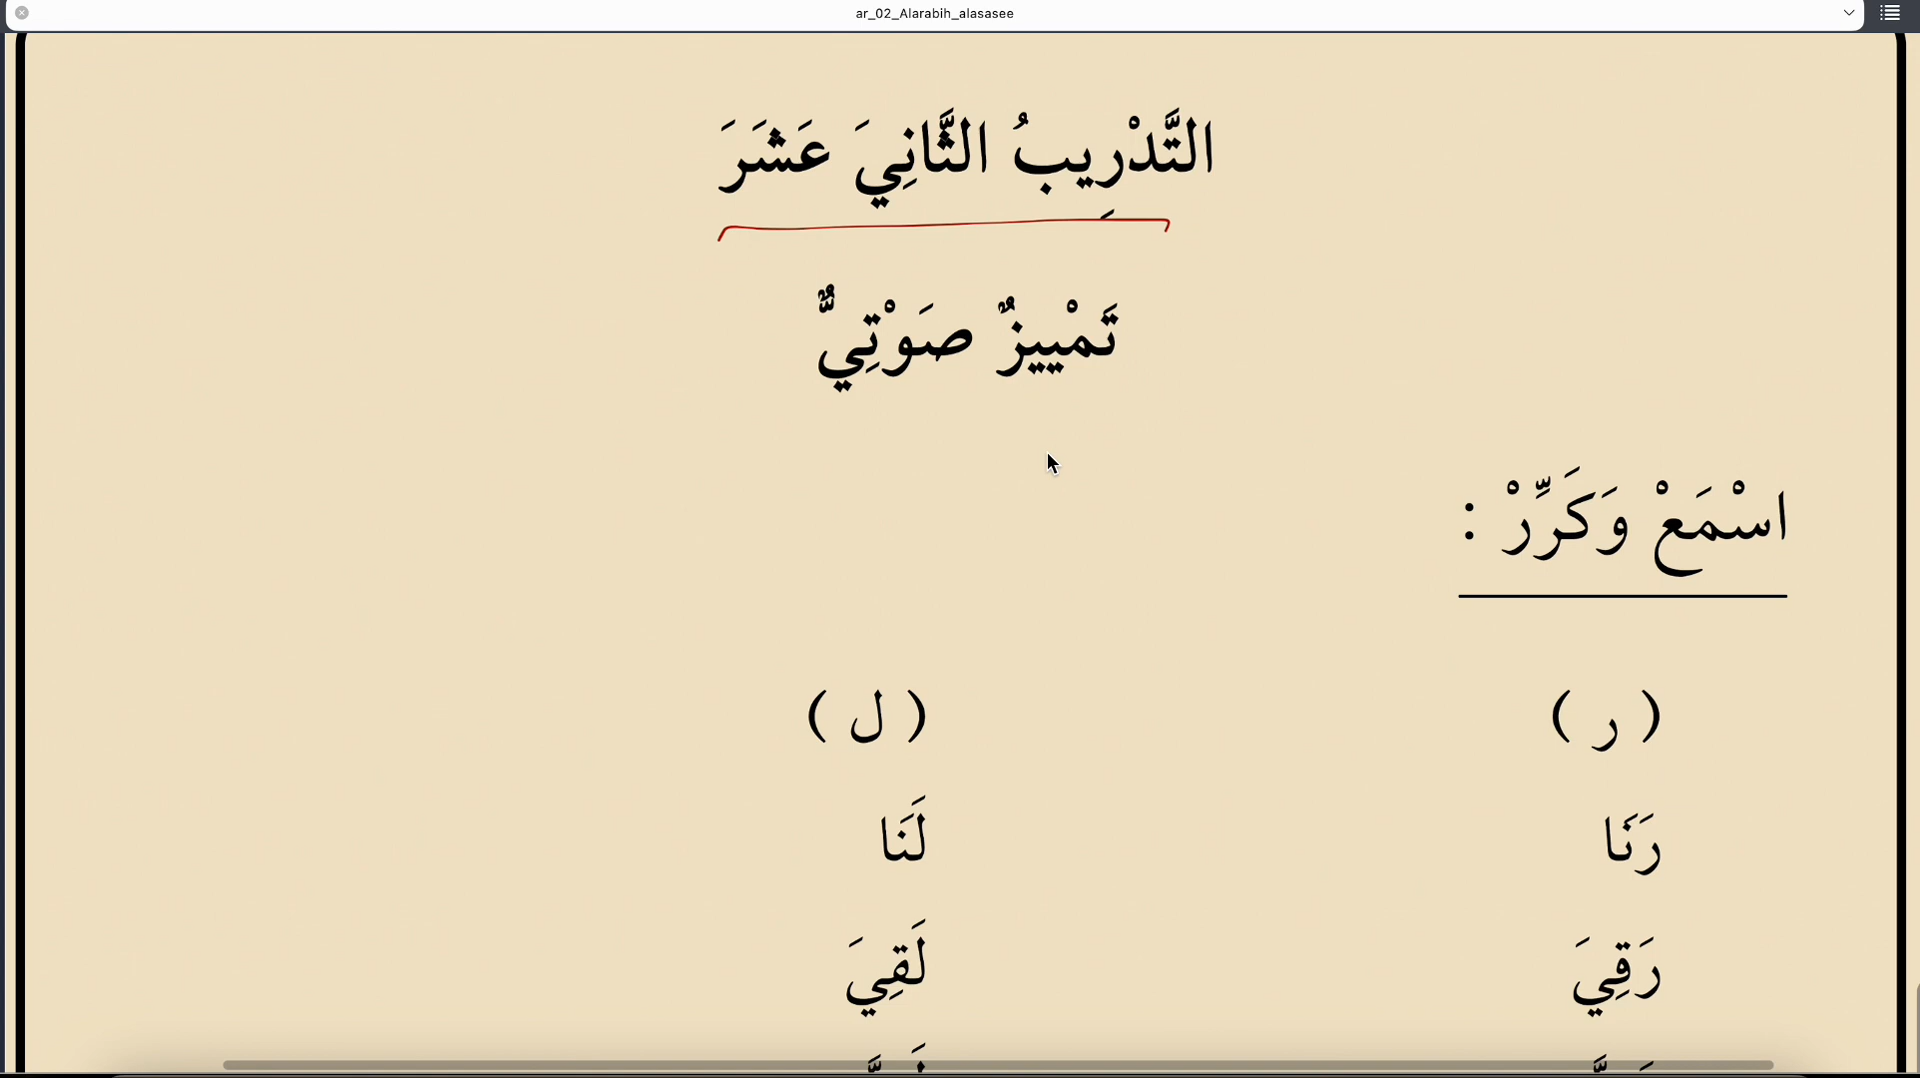 ar_02_Alarabih_alasasee
التَّدْرِيبُ الثَّانِيَ عَشَرَ
تَمْيِيزٌ صَوْتِيٌّ
اسْمَعْ وَكَرِّرْ :
( ر ) ( ل )
رَنَا لَنَا
رَقِيَ لَقِيَ